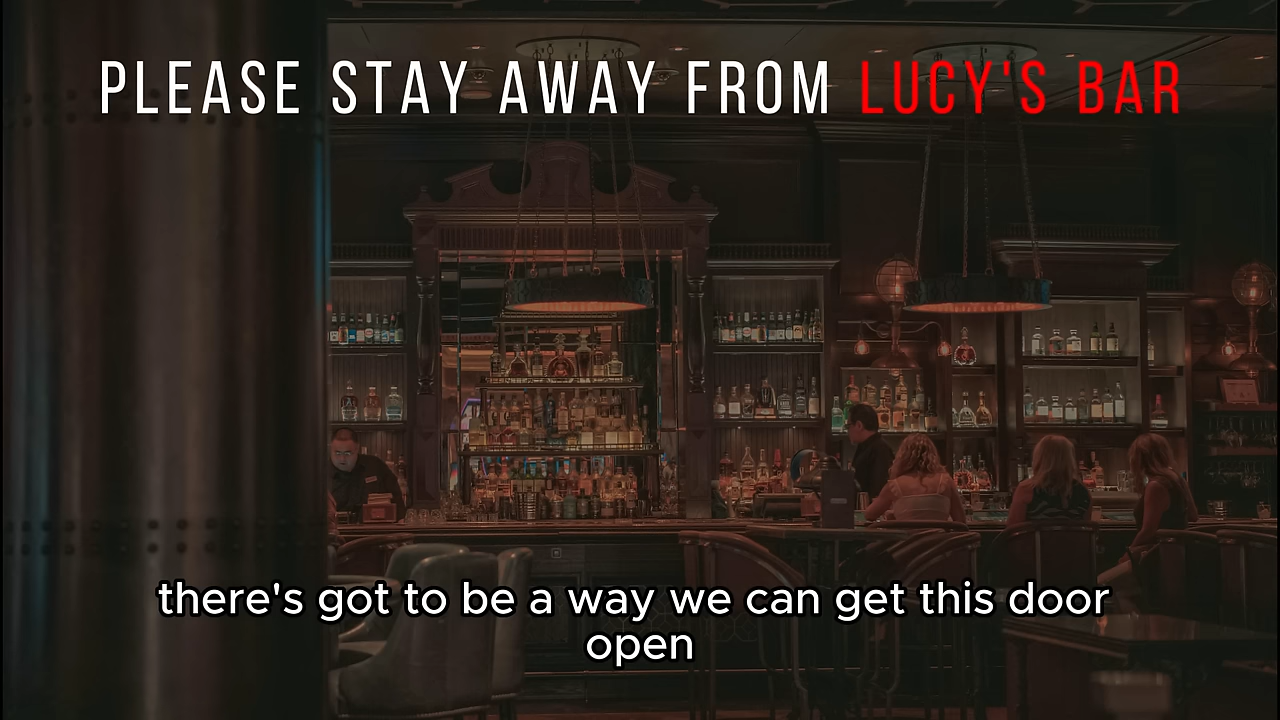 PLEASE STAY AWAY FROM LUCY'S BAR
there's got to be a way we can get this door
open